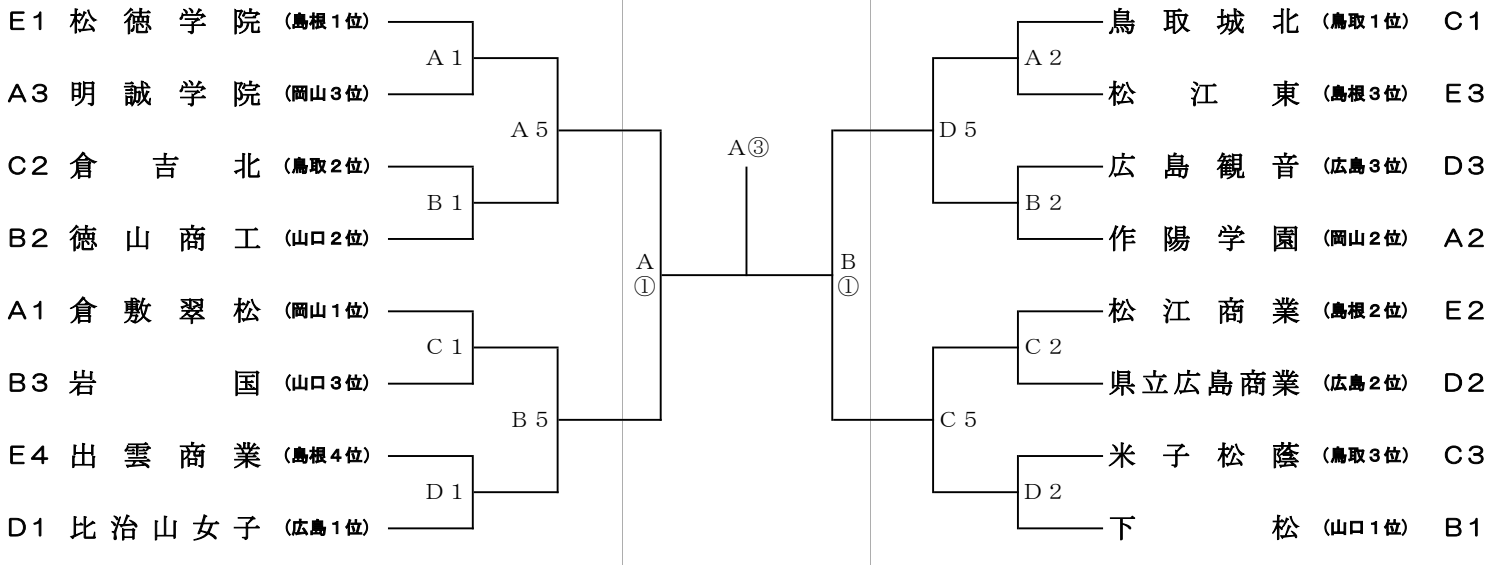 E1 松徳学院 (島根1位)
A1
A3 明誠学院 (岡山3位)
A5
C2 倉吉北 (鳥取2位)
B1
B2 徳山商工 (山口2位)
A①
A1 倉敷翠松 (岡山1位)
C1
B3 岩国 (山口3位)
B5
E4 出雲商業 (島根4位)
D1
D1 比治山女子 (広島1位)
A③
鳥取城北 (鳥取1位) C1
A2
松江東 (島根3位) E3
D5
広島観音 (広島3位) D3
B2
作陽学園 (岡山2位) A2
B①
松江商業 (島根2位) E2
C2
県立広島商業 (広島2位) D2
C5
米子松蔭 (鳥取3位) C3
D2
下松 (山口1位) B1